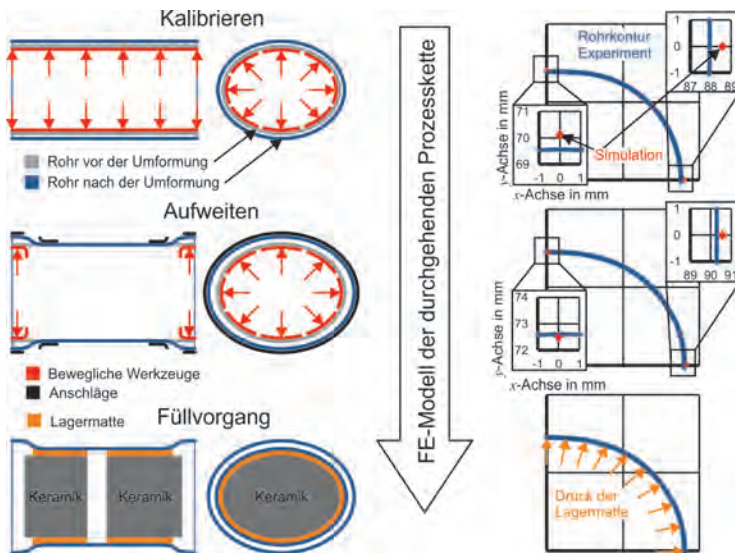 Kalibrieren
Rohr vor der Umformung
Rohr nach der Umformung
Aufweiten
Bewegliche Werkzeuge
Anschläge
Lagermatte
Füllvorgang
Keramik
Keramik
Keramik
FE-Modell der durchgehenden Prozesskette
Rohrkontur
Experiment
1
0
-1
87 88 89
71
70
69
-1 0 1
Simulation
y-Achse in mm
x-Achse in mm
1
0
-1
89 90 91
74
73
72
-1 0 1
y-Achse in mm
x-Achse in mm
Druck der
Lagermatte